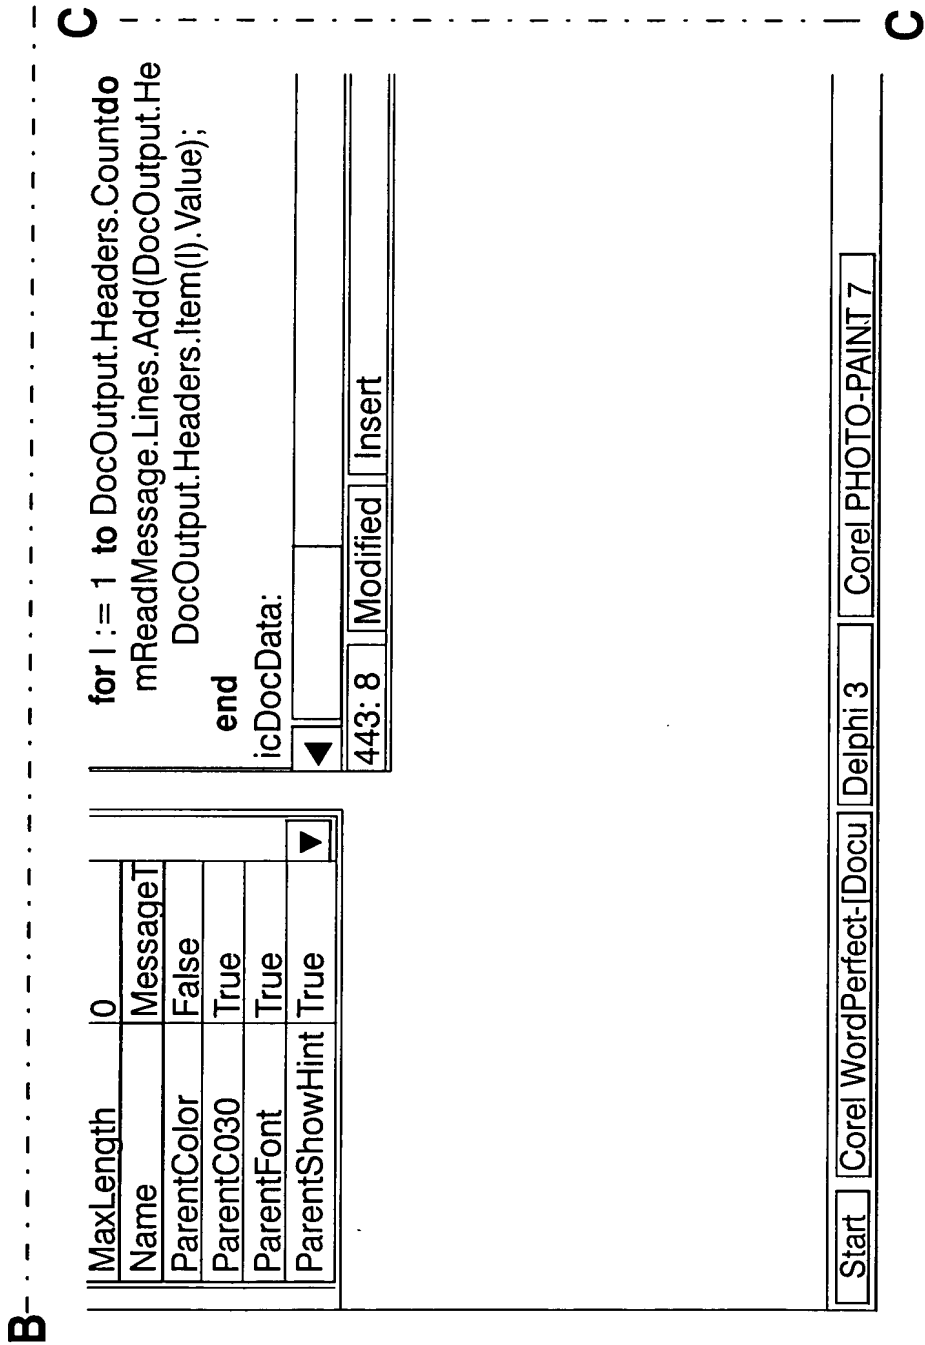 B
C
for I := 1 to DocOutput.Headers.Countdo
mReadMessage.Lines.Add(DocOutput.He
DocOutput.Headers.Item(I).Value);
end
icDocData:
443: 8 Modified Insert
MaxLength 0
Name MessageT
ParentColor False
ParentC030 True
ParentFont True
ParentShowHint True
Start Corel WordPerfect-[Docu Delphi 3 Corel PHOTO-PAINT 7
C